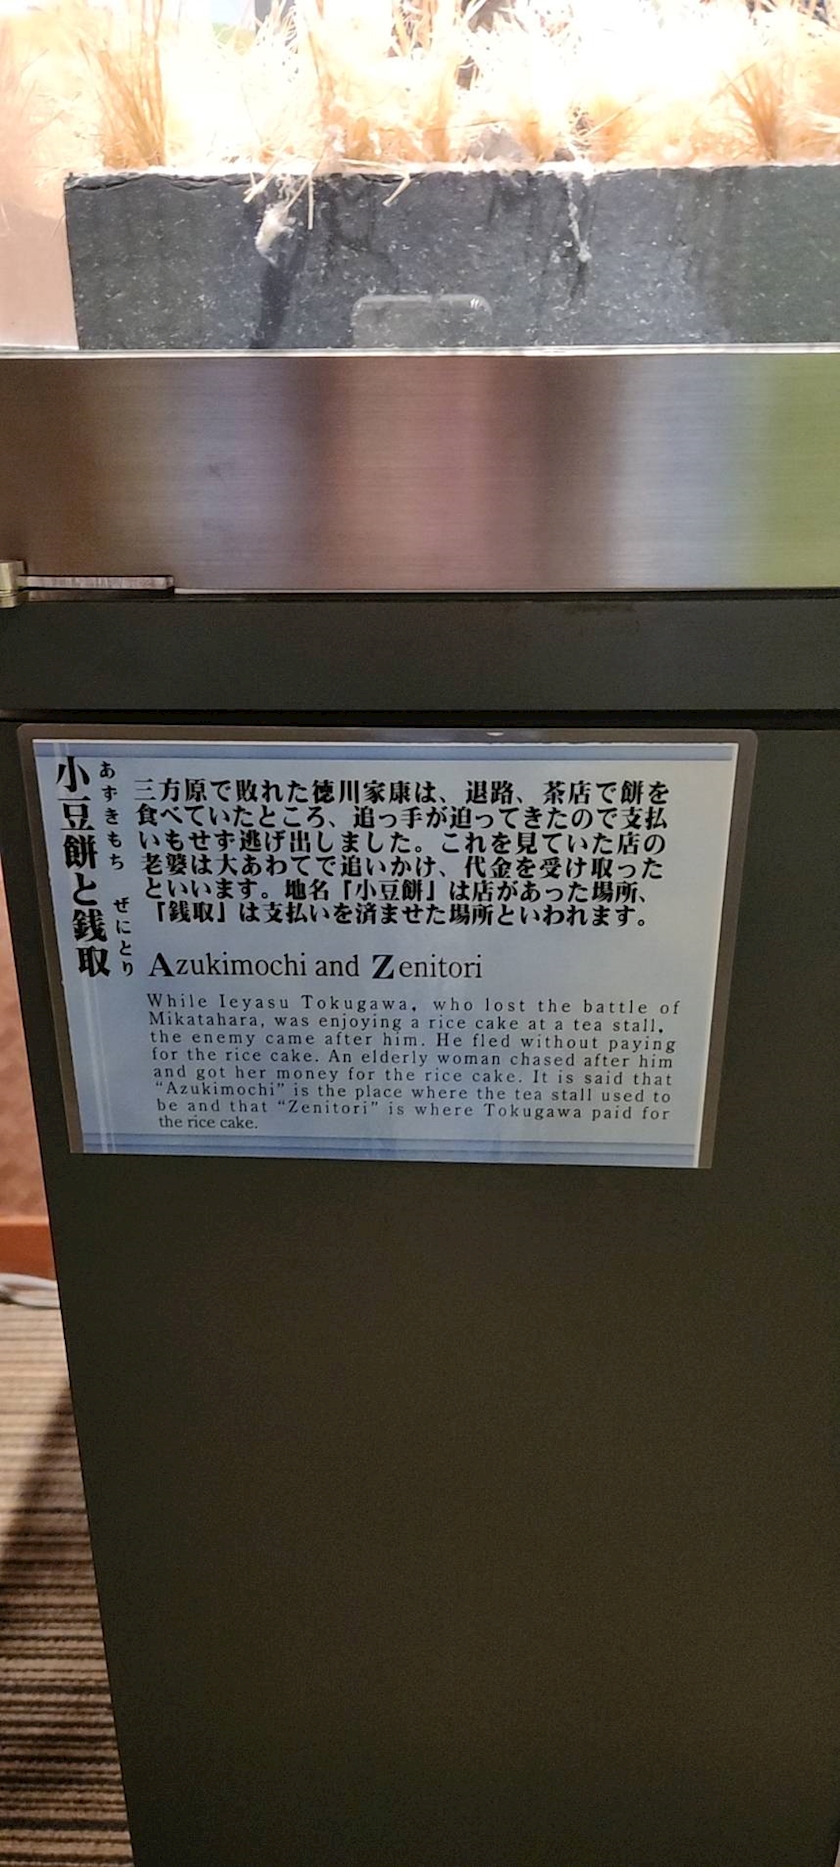 小豆餅と銭取
あずきもち ぜにとり
三方原で敗れた徳川家康は、退路、茶店で餅を
食べていたところ、追っ手が迫ってきたので支払
いもせず逃げ出しました。これを見ていた店の
老婆は大あわてで追いかけ、代金を受け取った
といいます。地名「小豆餅」は店があった場所、
「銭取」は支払いを済ませた場所といわれます。
Azukimochi and Zenitori
While Ieyasu Tokugawa, who lost the battle of
Mikatahara, was enjoying a rice cake at a tea stall,
the enemy came after him. He fled without paying
for the rice cake. An elderly woman chased after him
and got her money for the rice cake. It is said that
“Azukimochi” is the place where the tea stall used to
be and that “Zenitori” is where Tokugawa paid for
the rice cake.